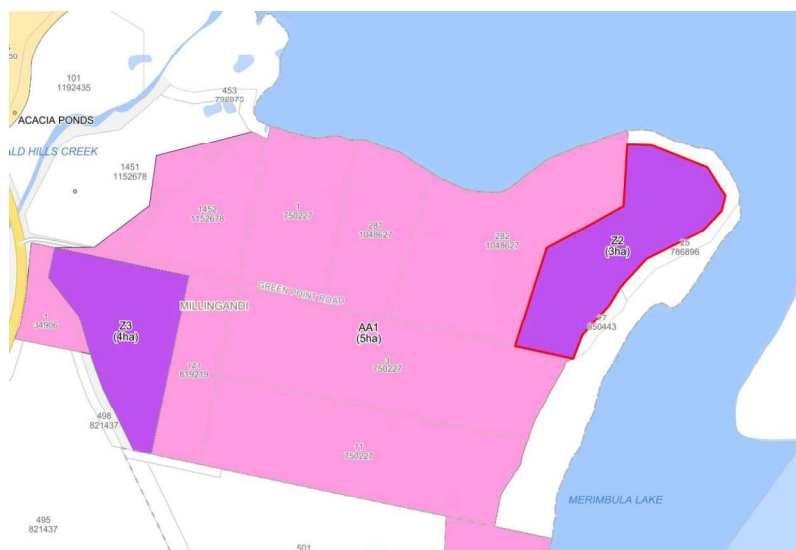 101
1192435
453
792075
ACACIA PONDS
ALD HILLS CREEK
1451
1152678
1452
1152678
1
750227
281
1048627
282
1048627
Z2
(3ha)
25
786896
GREEN POINT ROAD
MILLINGANDI
1
34906
Z3
(4ha)
AA1
(5ha)
850443
123
819219
3
750227
498
821437
11
750227
MERIMBULA LAKE
495
821437
501